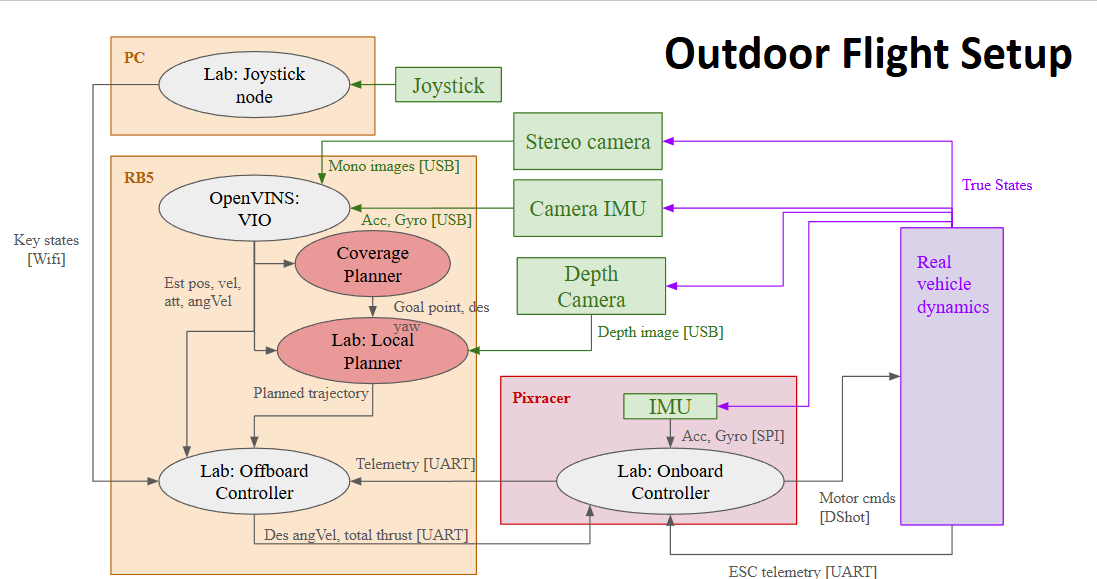 Outdoor Flight Setup
PC
Lab: Joystick
node
Joystick
Stereo camera
Mono images [USB]
RB5
OpenVINS:
VIO
Acc, Gyro [USB]
Camera IMU
True States
Key states
[Wifi]
Coverage
Planner
Est pos, vel,
att, angVel
Depth
Camera
Real
vehicle
dynamics
Goal point, des
yaw
Depth image [USB]
Lab: Local
Planner
Planned trajectory
Pixracer
IMU
Acc, Gyro [SPI]
Lab: Offboard
Controller
Telemetry [UART]
Lab: Onboard
Controller
Motor cmds
[DShot]
Des angVel, total thrust [UART]
ESC telemetry [UART]